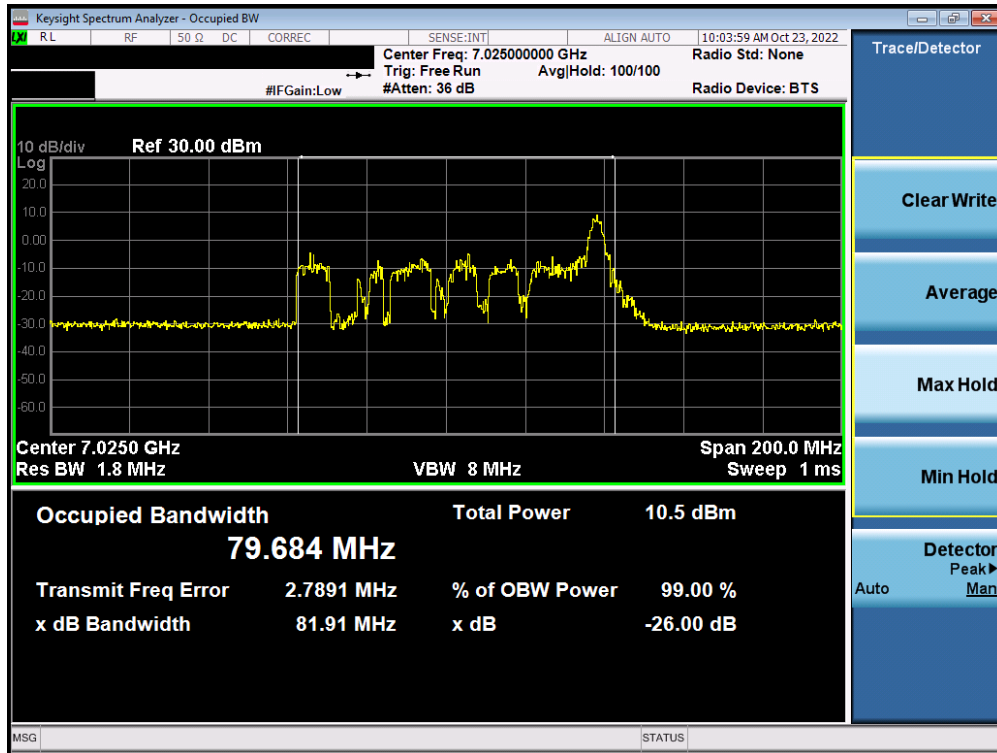 Keysight Spectrum Analyzer - Occupied BW
LXI RL RF 50 Ω DC CORREC SENSE:INT ALIGN AUTO 10:03:59 AM Oct 23, 2022
Center Freq: 7.025000000 GHz Radio Std: None
Trig: Free Run Avg|Hold: 100/100
#IFGain:Low #Atten: 36 dB Radio Device: BTS
Trace/Detector
10 dB/div Ref 30.00 dBm
Log
20.0
10.0
0.00
-10.0
-20.0
-30.0
-40.0
-50.0
-60.0
Center 7.0250 GHz Span 200.0 MHz
Res BW 1.8 MHz VBW 8 MHz Sweep 1 ms
Occupied Bandwidth Total Power 10.5 dBm
79.684 MHz
Transmit Freq Error 2.7891 MHz % of OBW Power 99.00 %
x dB Bandwidth 81.91 MHz x dB -26.00 dB
Clear Write
Average
Max Hold
Min Hold
Detector
Peak▶
Auto Man
MSG STATUS